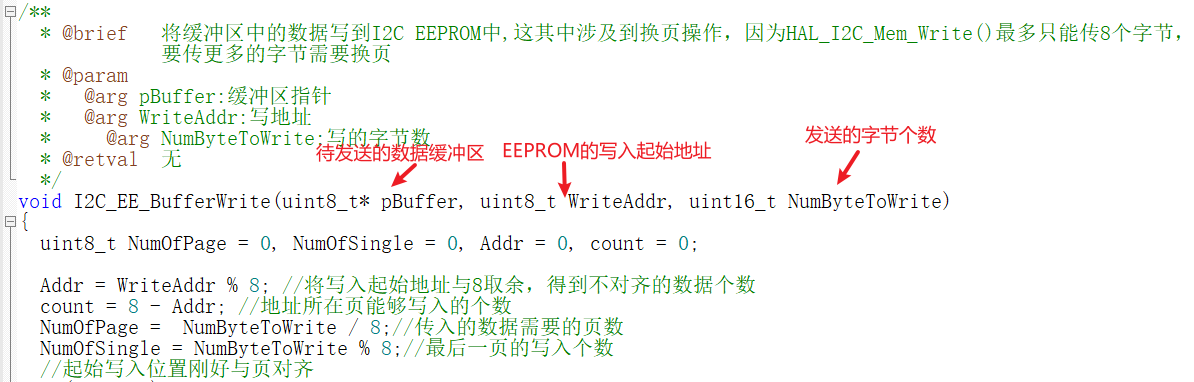 /**
* @brief 将缓冲区中的数据写到I2C EEPROM中,这其中涉及到换页操作，因为HAL_I2C_Mem_Write()最多只能传8个字节，
要传更多的字节需要换页
* @param
* @arg pBuffer:缓冲区指针
* @arg WriteAddr:写地址
* @arg NumByteToWrite:写的字节数
* @retval 无
*/
待发送的数据缓冲区 EEPROM的写入起始地址 发送的字节个数
void I2C_EE_BufferWrite(uint8_t* pBuffer, uint8_t WriteAddr, uint16_t NumByteToWrite)
{
uint8_t NumOfPage = 0, NumOfSingle = 0, Addr = 0, count = 0;
Addr = WriteAddr % 8; //将写入起始地址与8取余，得到不对齐的数据个数
count = 8 - Addr; //地址所在页能够写入的个数
NumOfPage =  NumByteToWrite / 8;//传入的数据需要的页数
NumOfSingle = NumByteToWrite % 8;//最后一页的写入个数
//起始写入位置刚好与页对齐